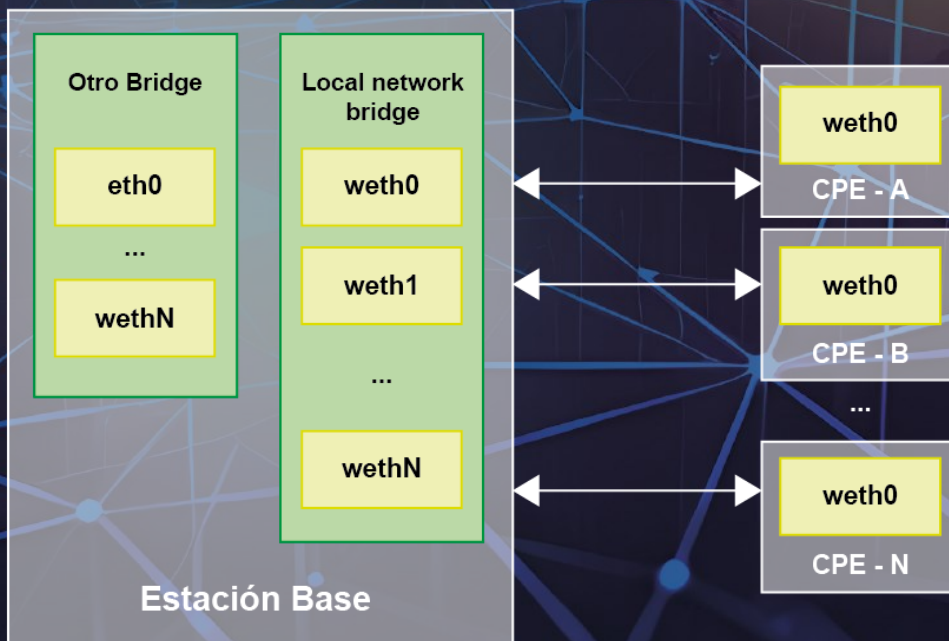 Otro Bridge
eth0
...
wethN
Local network
bridge
weth0
weth1
...
wethN
Estación Base
weth0
CPE - A
weth0
CPE - B
...
weth0
CPE - N